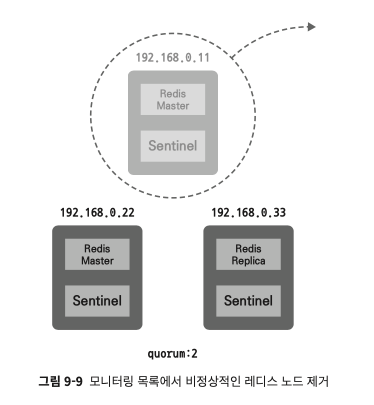 192.168.0.11
Redis
Master
Sentinel
192.168.0.22
Redis
Master
Sentinel
192.168.0.33
Redis
Replica
Sentinel
quorum:2
그림 9-9 모니터링 목록에서 비정상적인 레디스 노드 제거